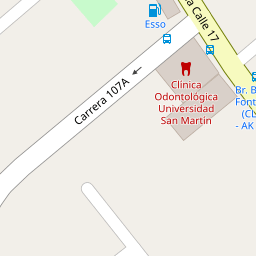 Esso
a Calle 17
Carrera 107A
Clínica
Odontológica
Universidad
San Martín
Br. B
Font
(CL
- AK